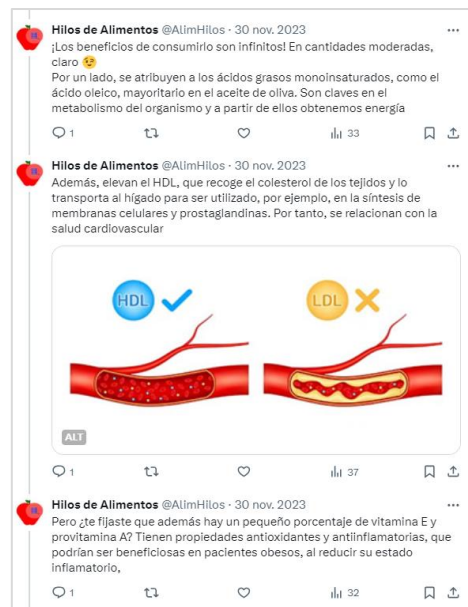 Hilos de Alimentos @AlimHilos · 30 nov. 2023
¡Los beneficios de consumirlo son infinitos! En cantidades moderadas,
claro 😉
Por un lado, se atribuyen a los ácidos grasos monoinsaturados, como el
ácido oleico, mayoritario en el aceite de oliva. Son claves en el
metabolismo del organismo y a partir de ellos obtenemos energía
1 33
Hilos de Alimentos @AlimHilos · 30 nov. 2023
Además, elevan el HDL, que recoge el colesterol de los tejidos y lo
transporta al hígado para ser utilizado, por ejemplo, en la síntesis de
membranas celulares y prostaglandinas. Por tanto, se relacionan con la
salud cardiovascular
HDL LDL
ALT
1 37
Hilos de Alimentos @AlimHilos · 30 nov. 2023
Pero ¿te fijaste que además hay un pequeño porcentaje de vitamina E y
provitamina A? Tienen propiedades antioxidantes y antiinflamatorias, que
podrían ser beneficiosas en pacientes obesos, al reducir su estado
inflamatorio,
1 32